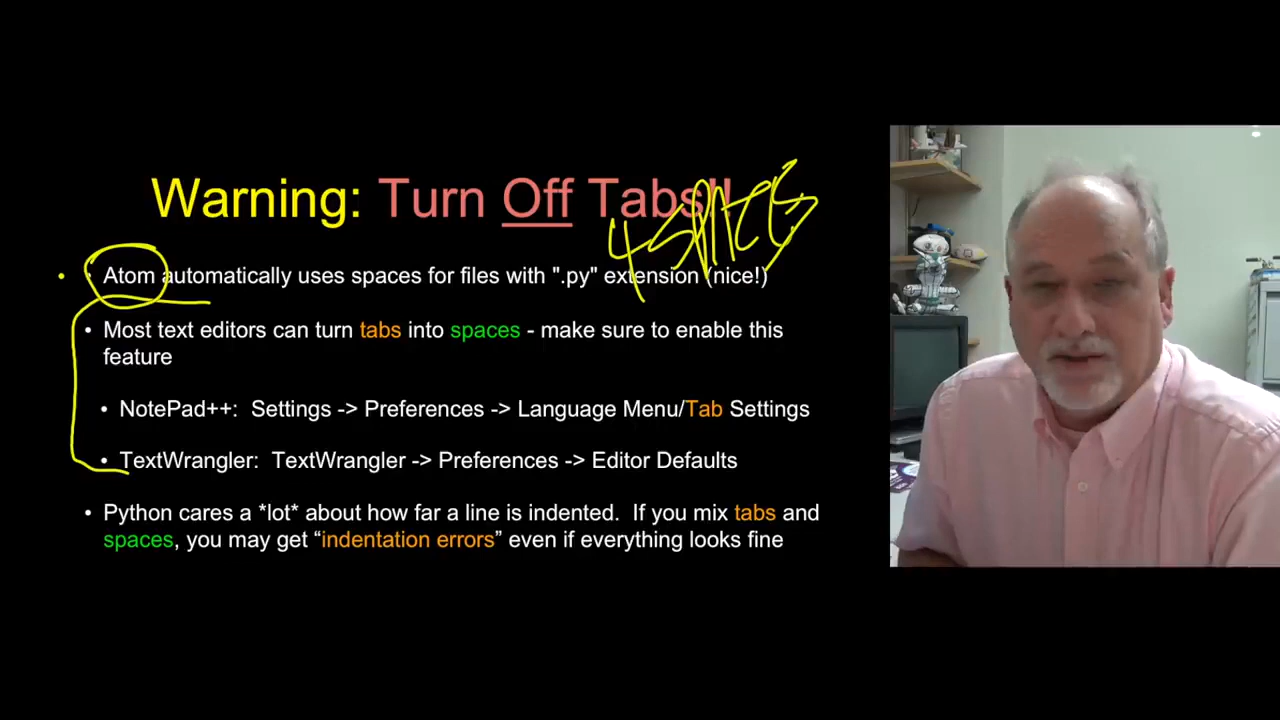 Warning: Turn Off Tabs!!
4 spaces
• Atom automatically uses spaces for files with ".py" extension (nice!)
• Most text editors can turn tabs into spaces - make sure to enable this
feature
• NotePad++: Settings -> Preferences -> Language Menu/Tab Settings
• TextWrangler: TextWrangler -> Preferences -> Editor Defaults
• Python cares a *lot* about how far a line is indented. If you mix tabs and
spaces, you may get “indentation errors” even if everything looks fine